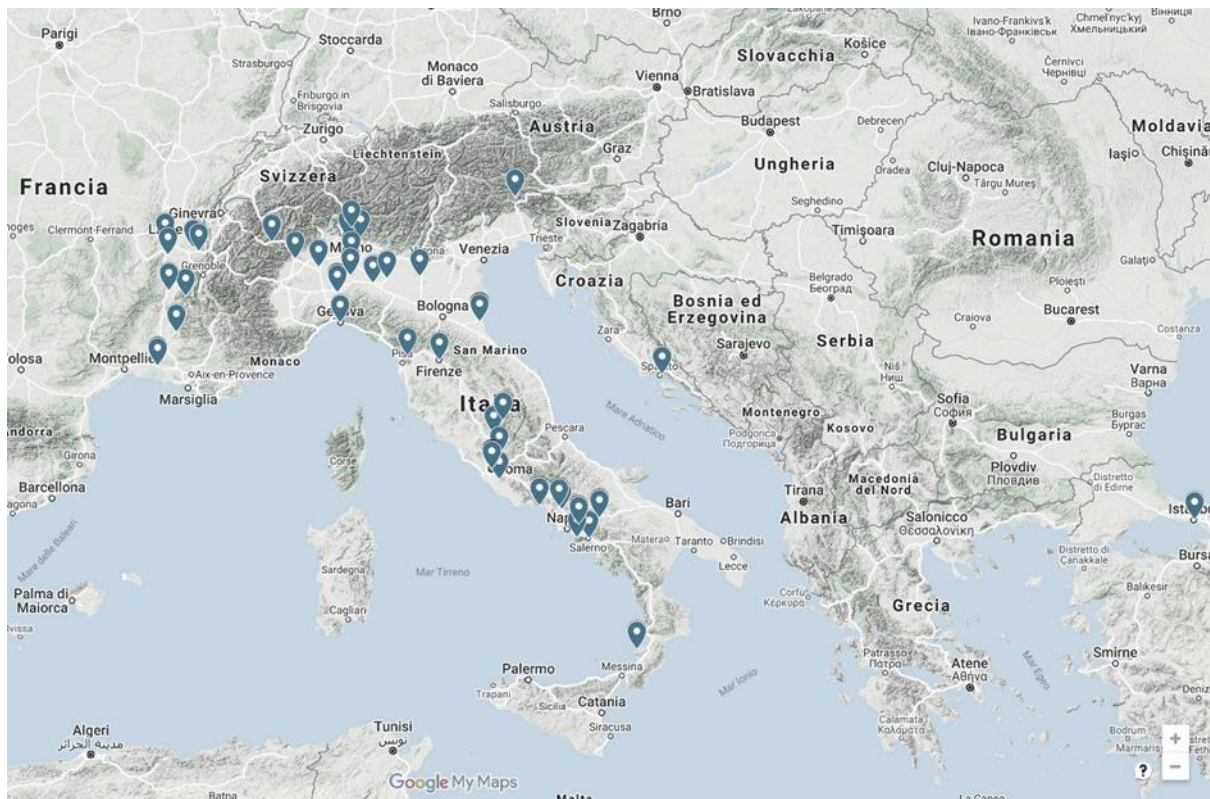 Parigi
Stoccarda
Brno
Zakopane
Ivano-Frankivs'k
Івано-Франківськ
Chmel'nyc'kyj
Хмельницький
Вінниця
Strasburgo
Monaco
di Baviera
Vienna
Bratislava
Slovacchia
Košice
Černivci
Чернівці
Friburgo in
Brisgovia
Zurigo
Salisburgo
Liechtenstein
Austria
Graz
Budapest
Debrecen
Ungheria
Oradea
Cluj-Napoca
Târgu Mureș
Iași
Moldavia
Chișinău
Francia
Svizzera
Ginevra
Clermont-Ferrand
Grenoble
Slovenia
Zagabria
Trieste
Venezia
Seghedino
Timișoara
Romania
Galați
Croazia
Bologna
Belgrado
Београд
Ploiești
Bucarest
Craiova
Costanza
Montpellier
Aix-en-Provence
Marsiglia
Monaco
Pisa
Firenze
San Marino
Zara
Bosnia ed
Erzegovina
Sarajevo
Serbia
Niš
Ниш
Varna
Варна
Andorra
Girona
Barcellona
Corse
Italia
Roma
Pescara
Mare Adriatico
Montenegro
Podgorica
Подгорица
Kosovo
Sofia
София
Burgas
Бургас
Bulgaria
Plovdiv
Пловдив
Mare delle Baleari
Bari
Salerno
Matera
Taranto
Brindisi
Lecce
Tirana
Albania
Macedonia
del Nord
Salonicco
Θεσσαλονίκη
Distretto
di Edirne
Distretto di
Çanakkale
Bursa
Balıkesir
Palma di
Maiorca
Sardegna
Cagliari
Mar Tirreno
Corfù
Κέρκυρα
Grecia
Smirne
Palermo
Messina
Trapani
Sicilia
Catania
Siracusa
Mar Ionio
Patrasso
Πάτρα
Atene
Αθήνα
Mar Egeo
Calamata
Καλαμάτα
Algeri
مدينة الجزائر
Tunisi
تونس
Bodrum
Marmaris
Batna
Malta
Google My Maps
La Canea
+
−
?